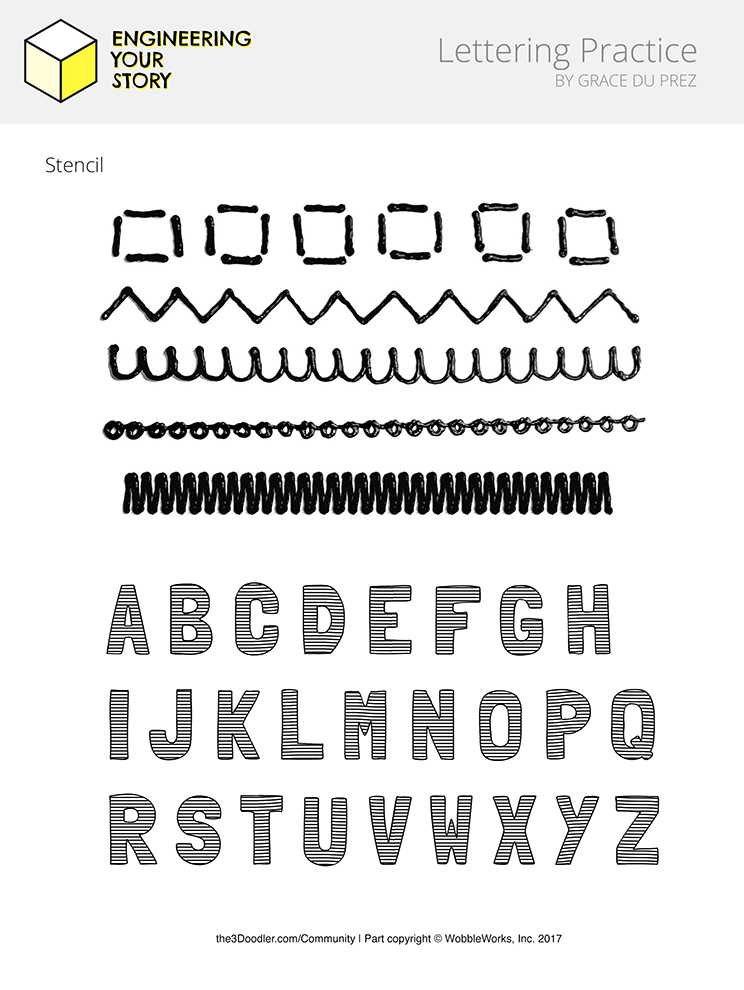 ENGINEERING
YOUR
STORY
Lettering Practice
BY GRACE DU PREZ
Stencil
A B C D E F G H
I J K L M N O P Q
R S T U V W X Y Z
the3Doodler.com/Community | Part copyright © WobbleWorks, Inc. 2017